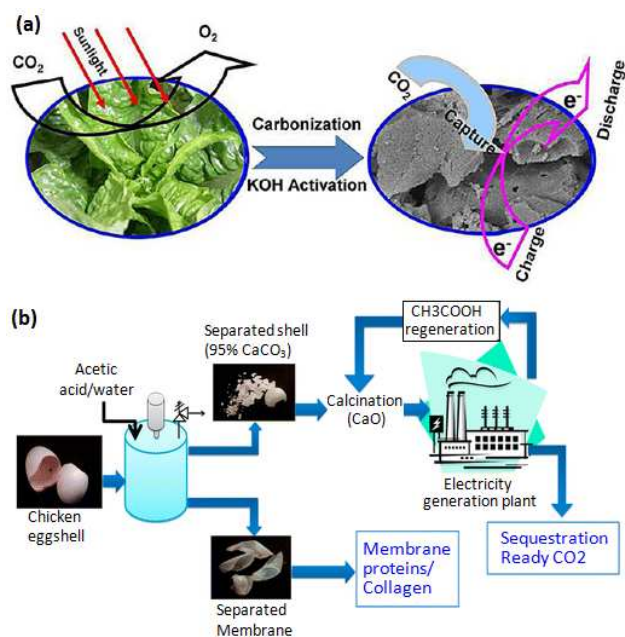 (a)
CO₂
Sunlight
O₂
Carbonization
KOH Activation
CO₂
Capture
e⁻
Discharge
e⁻
Charge
(b)
Acetic
acid/water
Separated shell
(95% CaCO₃)
CH3COOH
regeneration
Calcination
(CaO)
Chicken
eggshell
Electricity
generation plant
Separated
Membrane
Membrane
proteins/
Collagen
Sequestration
Ready CO2